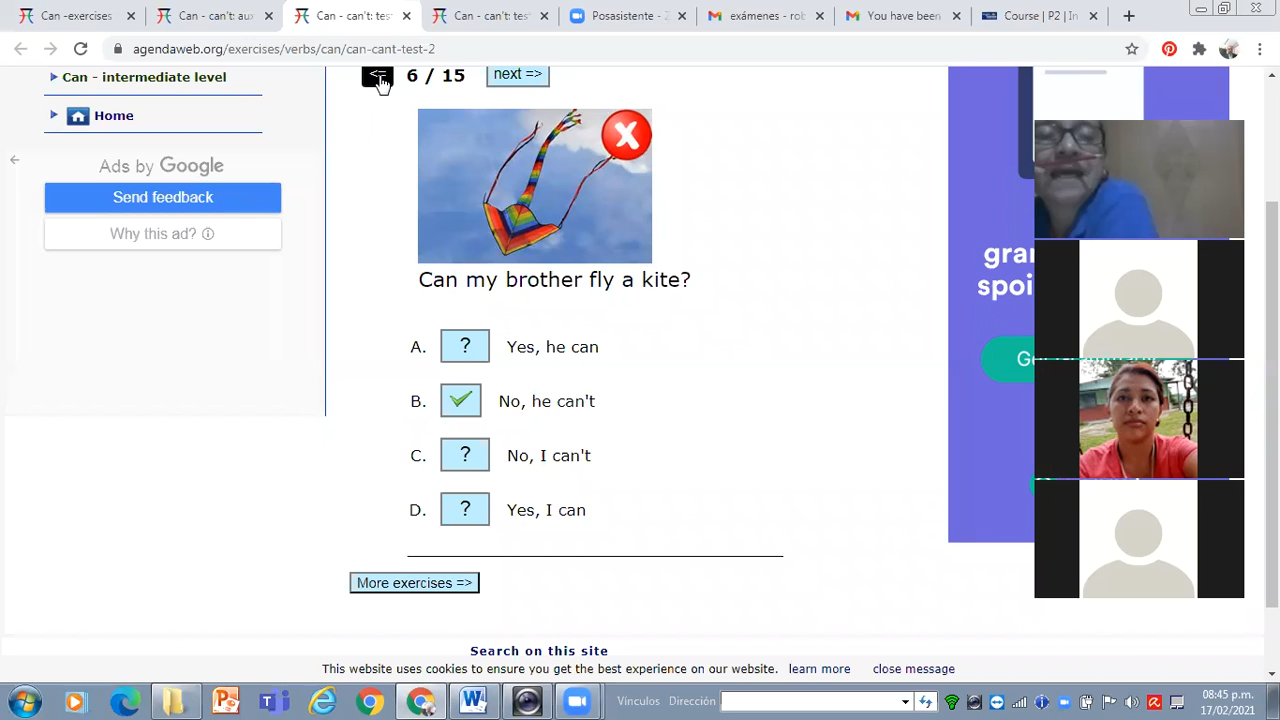 Can -exercises
Can - can't: aux
Can - can't: tes
Can - can't: tes
Posasistente - Z
exámenes - rob
You have been
Course | P2 | In
agendaweb.org/exercises/verbs/can/can-cant-test-2
Can - intermediate level
Home
Ads by Google
Send feedback
Why this ad?
<=
6 / 15
next =>
Can my brother fly a kite?
A. ? Yes, he can
B. No, he can't
C. ? No, I can't
D. ? Yes, I can
More exercises =>
Search on this site
This website uses cookies to ensure you get the best experience on our website. learn more close message
Vínculos Dirección
08:45 p.m.
17/02/2021